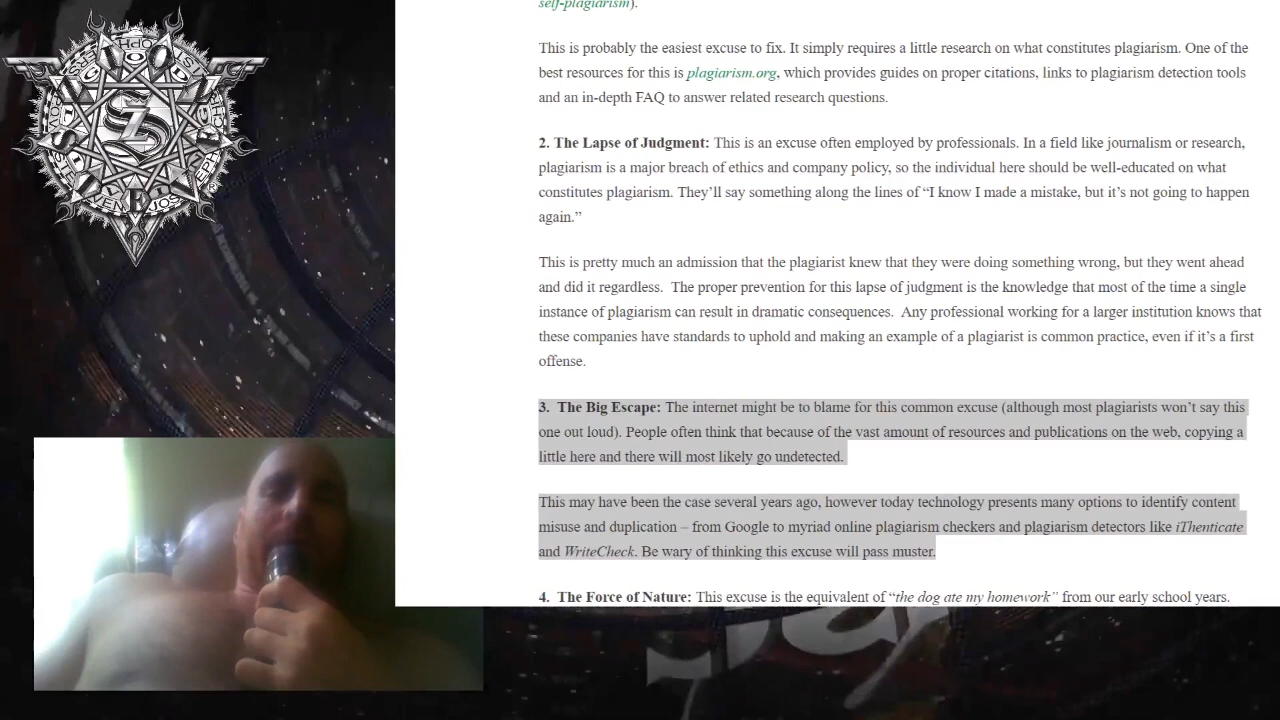 self-plagiarism).
This is probably the easiest excuse to fix. It simply requires a little research on what constitutes plagiarism. One of the
best resources for this is plagiarism.org, which provides guides on proper citations, links to plagiarism detection tools
and an in-depth FAQ to answer related research questions.
2. The Lapse of Judgment: This is an excuse often employed by professionals. In a field like journalism or research,
plagiarism is a major breach of ethics and company policy, so the individual here should be well-educated on what
constitutes plagiarism. They’ll say something along the lines of “I know I made a mistake, but it’s not going to happen
again.”
This is pretty much an admission that the plagiarist knew that they were doing something wrong, but they went ahead
and did it regardless.  The proper prevention for this lapse of judgment is the knowledge that most of the time a single
instance of plagiarism can result in dramatic consequences.  Any professional working for a larger institution knows that
these companies have standards to uphold and making an example of a plagiarist is common practice, even if it’s a first
offense.
3.  The Big Escape: The internet might be to blame for this common excuse (although most plagiarists won’t say this
one out loud). People often think that because of the vast amount of resources and publications on the web, copying a
little here and there will most likely go undetected.
This may have been the case several years ago, however today technology presents many options to identify content
misuse and duplication – from Google to myriad online plagiarism checkers and plagiarism detectors like iThenticate
and WriteCheck. Be wary of thinking this excuse will pass muster.
4.  The Force of Nature: This excuse is the equivalent of “the dog ate my homework” from our early school years.